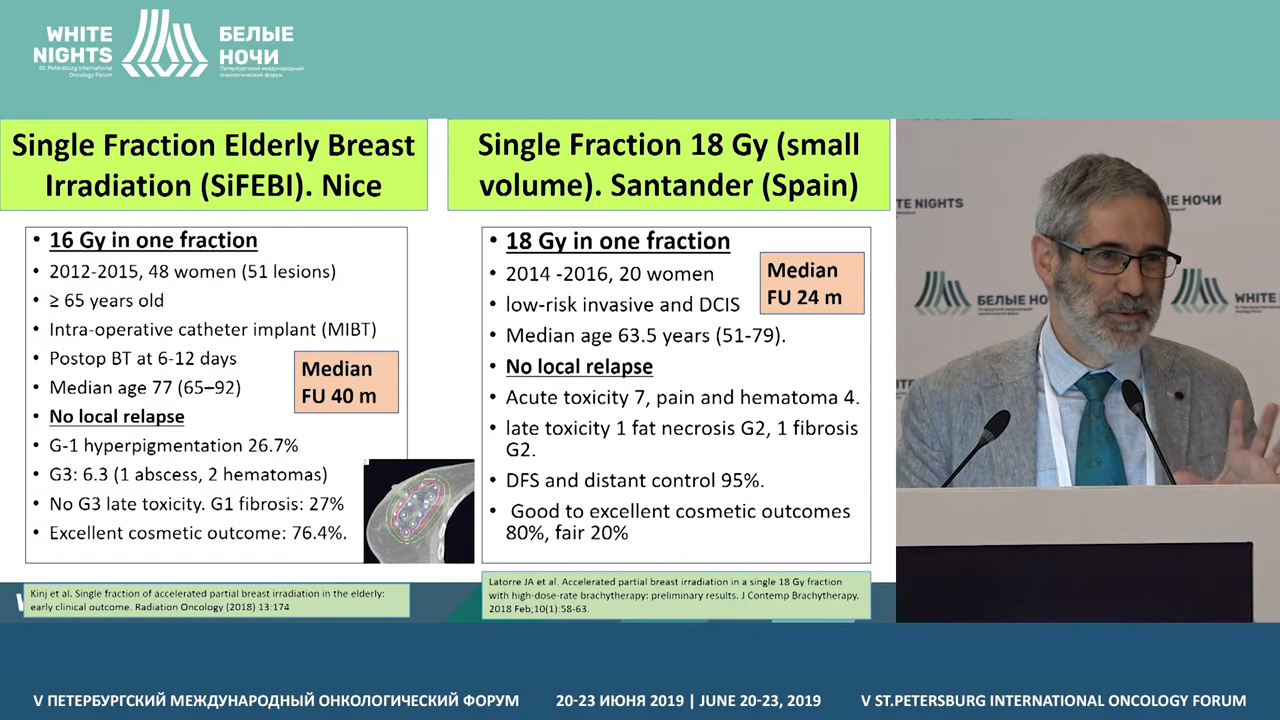 WHITE
NIGHTS
St. Petersburg International
Oncology Forum
БЕЛЫЕ
НОЧИ
Петербургский международный
онкологический форум
Single Fraction Elderly Breast
Irradiation (SiFEBI). Nice
• 16 Gy in one fraction
• 2012-2015, 48 women (51 lesions)
• ≥ 65 years old
• Intra-operative catheter implant (MIBT)
• Postop BT at 6-12 days
• Median age 77 (65–92)
• No local relapse
• G-1 hyperpigmentation 26.7%
• G3: 6.3 (1 abscess, 2 hematomas)
• No G3 late toxicity. G1 fibrosis: 27%
• Excellent cosmetic outcome: 76.4%.
Median
FU 40 m
Kinj et al. Single fraction of accelerated partial breast irradiation in the elderly:
early clinical outcome. Radiation Oncology (2018) 13:174
Single Fraction 18 Gy (small
volume). Santander (Spain)
• 18 Gy in one fraction
• 2014 -2016, 20 women
• low-risk invasive and DCIS
• Median age 63.5 years (51-79).
• No local relapse
• Acute toxicity 7, pain and hematoma 4.
• late toxicity 1 fat necrosis G2, 1 fibrosis
G2.
• DFS and distant control 95%.
• Good to excellent cosmetic outcomes
80%, fair 20%
Median
FU 24 m
Latorre JA et al. Accelerated partial breast irradiation in a single 18 Gy fraction
with high-dose-rate brachytherapy: preliminary results. J Contemp Brachytherapy.
2018 Feb;10(1):58-63.
TE NIGHTS
Е НОЧИ
БЕЛЫЕ НО
WHITE
V ПЕТЕРБУРГСКИЙ МЕЖДУНАРОДНЫЙ ОНКОЛОГИЧЕСКИЙ ФОРУМ
20-23 ИЮНЯ 2019 | JUNE 20-23, 2019
V ST.PETERSBURG INTERNATIONAL ONCOLOGY FORUM